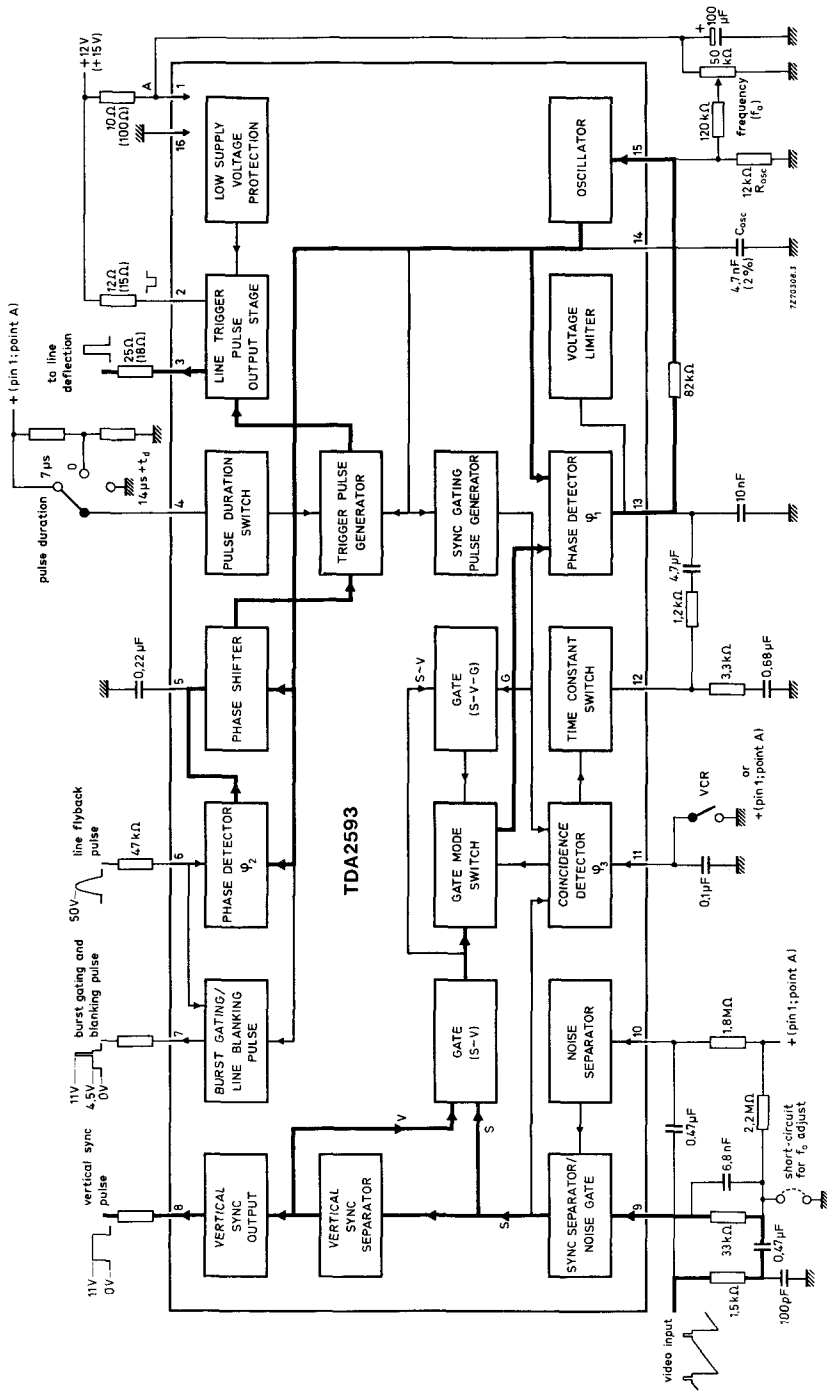 vertical sync
pulse
11V
0V
burst gating and
blanking pulse
11V
4,5V
0V
line flyback
pulse
50V
47kΩ
0,22µF
pulse duration
7µs
0
14µs+td
+(pin 1; point A)
to line
deflection
25Ω
(18Ω)
12Ω
(15Ω)
10Ω
(100Ω)
+12V
(+15V)
A
8
7
6
5
4
3
2
16
1
VERTICAL
SYNC
OUTPUT
BURST GATING/
LINE BLANKING
PULSE
PHASE DETECTOR
φ2
PHASE SHIFTER
PULSE DURATION
SWITCH
LINE TRIGGER
PULSE
OUTPUT STAGE
LOW SUPPLY
VOLTAGE
PROTECTION
VERTICAL
SYNC
SEPARATOR
TDA2593
TRIGGER PULSE
GENERATOR
V
S
GATE
(S-V)
GATE MODE
SWITCH
S-V
GATE
(S-V-G)
G
SYNC GATING
PULSE GENERATOR
S
SYNC SEPARATOR/
NOISE GATE
NOISE
SEPARATOR
COINCIDENCE
DETECTOR
φ3
TIME CONSTANT
SWITCH
PHASE DETECTOR
φ1
VOLTAGE
LIMITER
OSCILLATOR
9
10
11
12
13
14
15
video input
1,5kΩ
100pF
0,47µF
33kΩ
6,8nF
short-circuit
for fo adjust
2,2MΩ
0,47µF
1,8MΩ
+(pin 1; point A)
0,1µF
VCR
or
+(pin 1; point A)
3,3kΩ
0,68µF
1,2kΩ
4,7µF
10nF
82kΩ
4,7nF
(2%)
Cosc
12kΩ
Rosc
120kΩ
frequency
(fo)
50
kΩ
+
100
µF
7Z70308.3